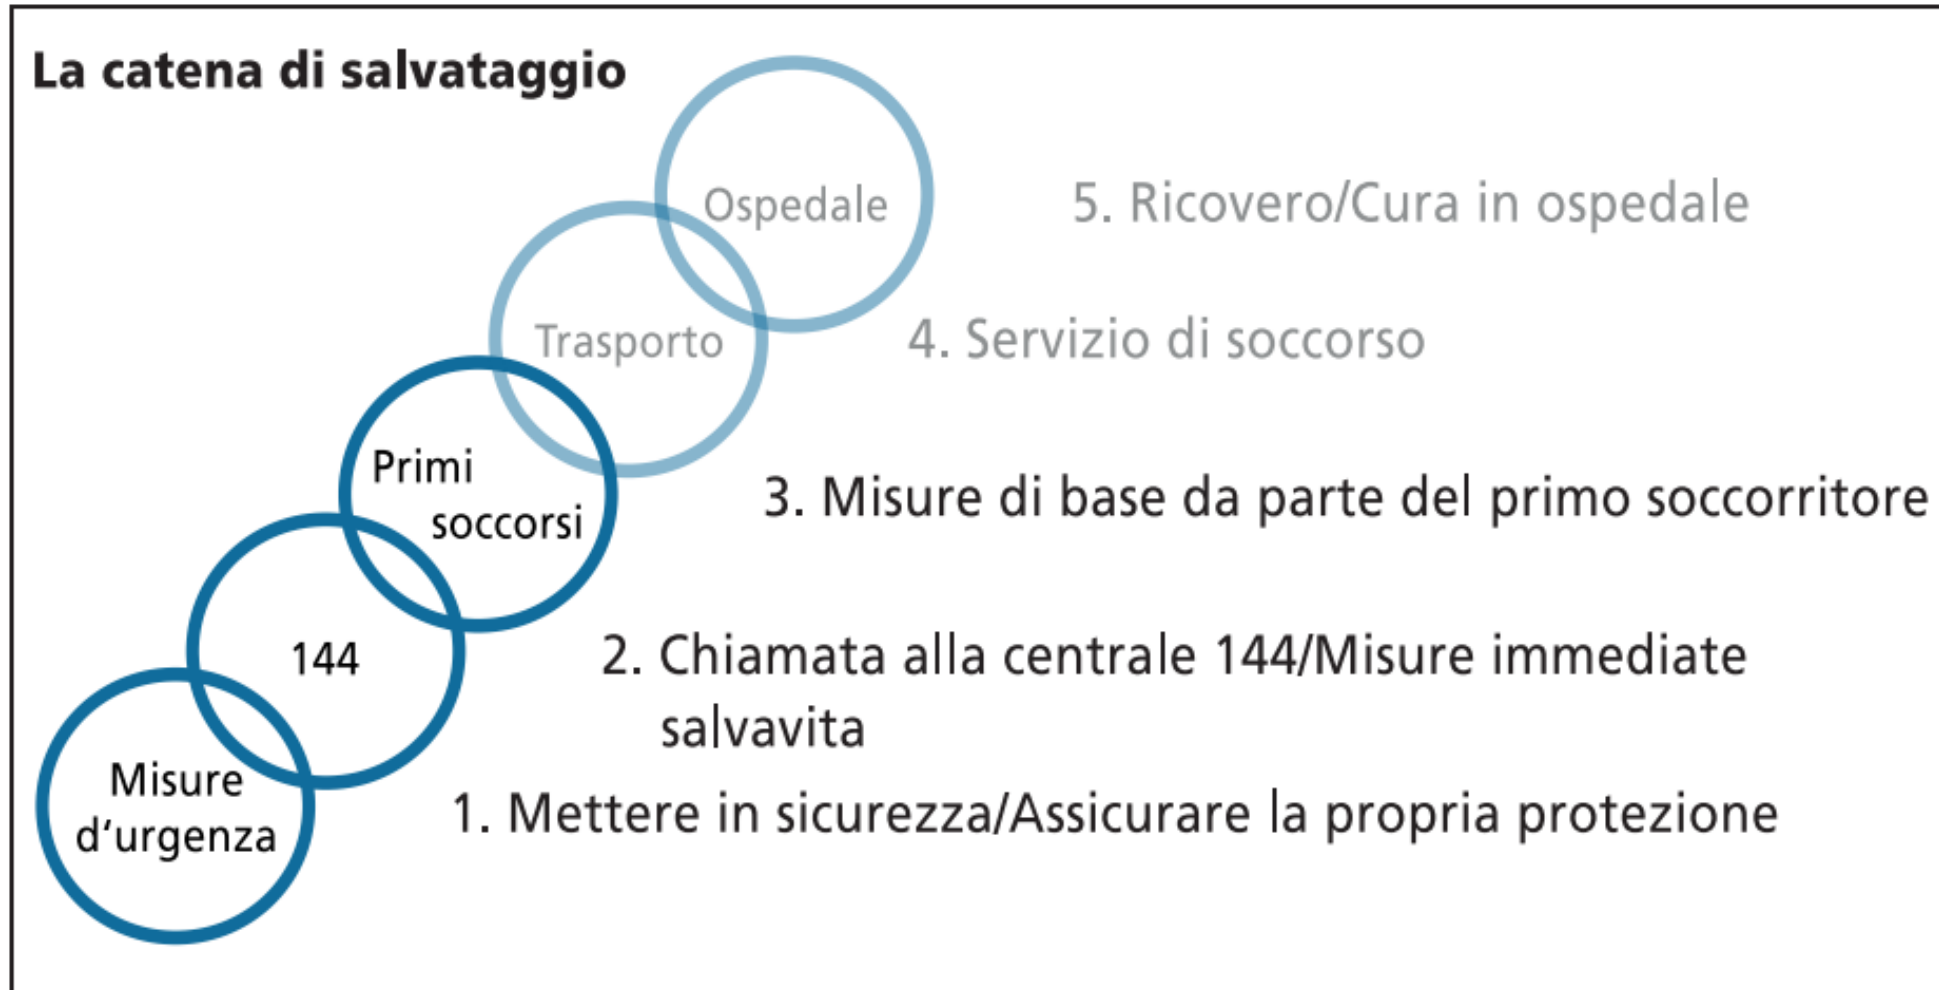 La catena di salvataggio
Ospedale
5. Ricovero/Cura in ospedale
Trasporto
4. Servizio di soccorso
Primi
soccorsi
3. Misure di base da parte del primo soccorritore
144
2. Chiamata alla centrale 144/Misure immediate
salvavita
Misure
d‘urgenza
1. Mettere in sicurezza/Assicurare la propria protezione